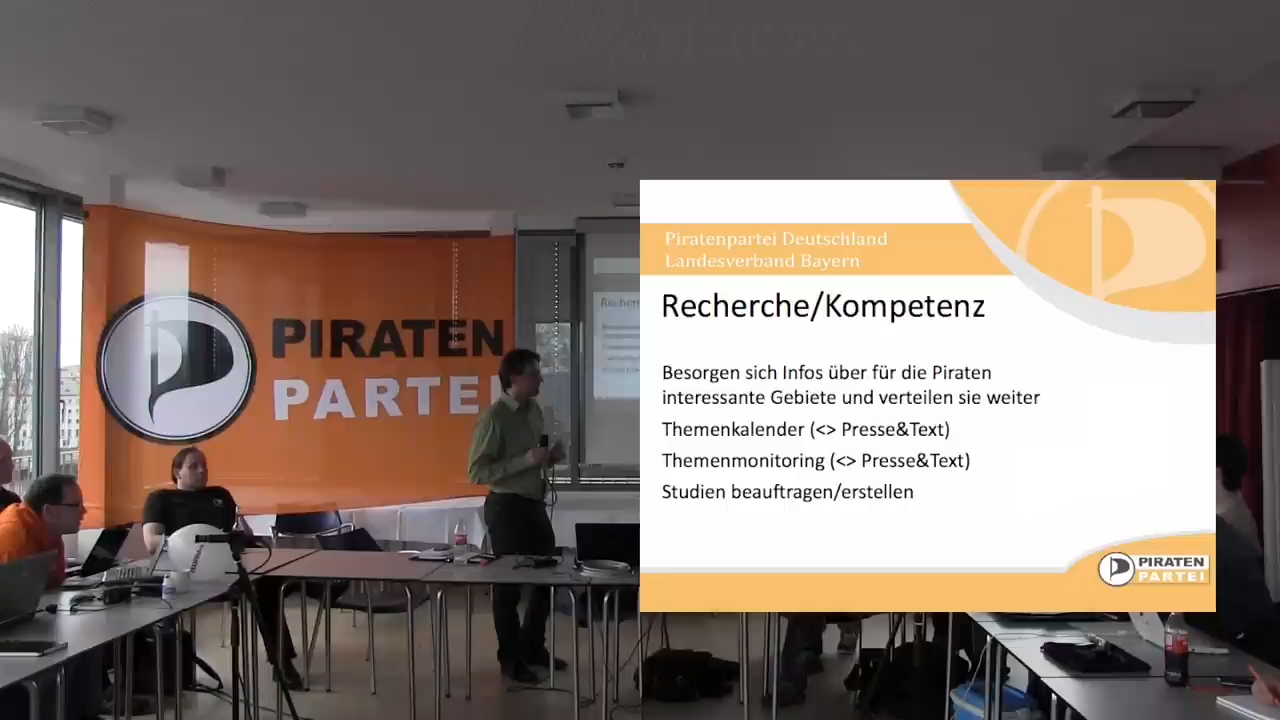 PIRATEN
PARTEI
Piratenpartei Deutschland
Landesverband Bayern
Recherche/Kompetenz
Besorgen sich Infos über für die Piraten
interessante Gebiete und verteilen sie weiter
Themenkalender (<> Presse&Text)
Themenmonitoring (<> Presse&Text)
Studien beauftragen/erstellen
PIRATEN
PARTEI